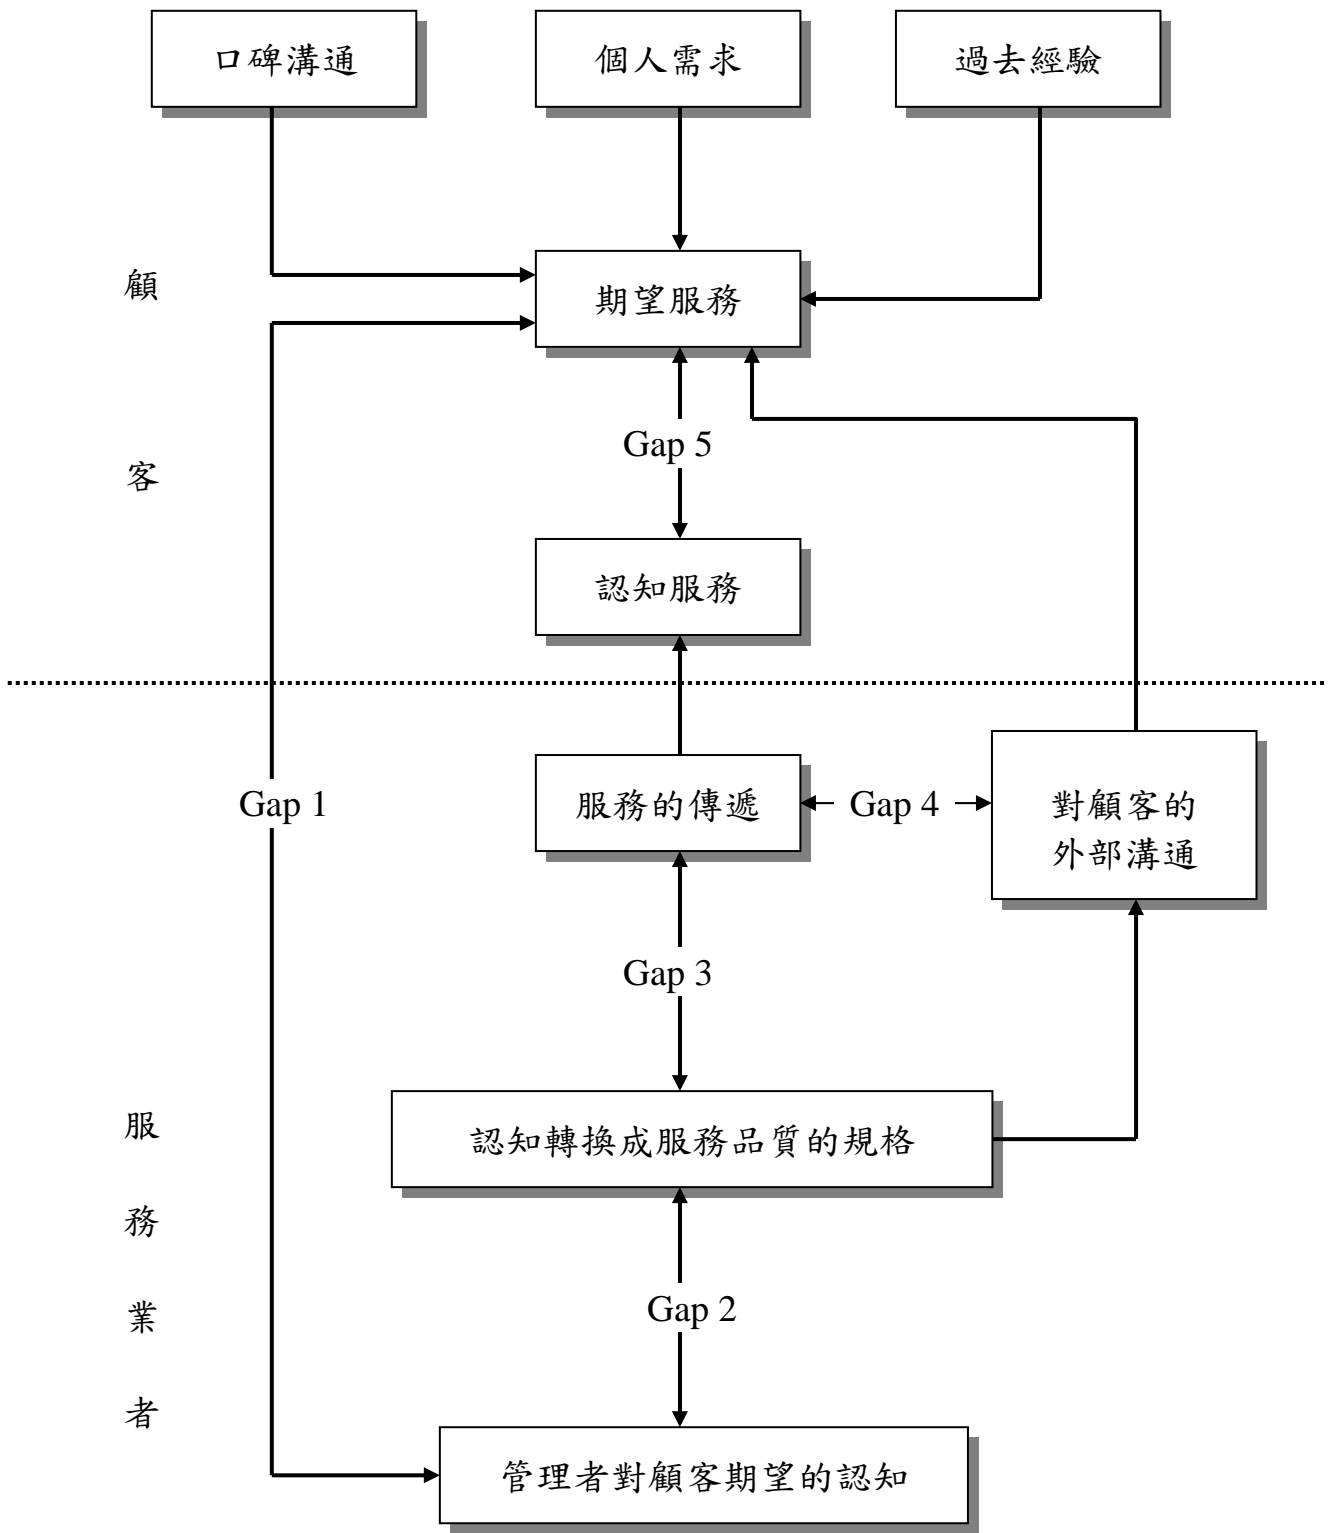 口碑溝通
個人需求
過去經驗
顧
期望服務
Gap 5
客
認知服務
Gap 1
服務的傳遞
Gap 4
對顧客的
外部溝通
Gap 3
服
認知轉換成服務品質的規格
務
Gap 2
業
者
管理者對顧客期望的認知